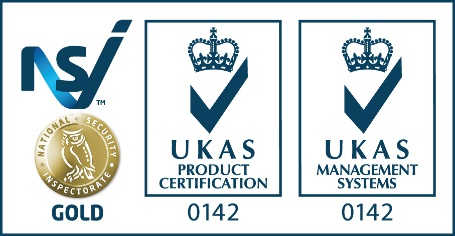 nsi
TM
NATIONAL SECURITY
INSPECTORATE
GOLD
UKAS
PRODUCT
CERTIFICATION
0142
UKAS
MANAGEMENT
SYSTEMS
0142